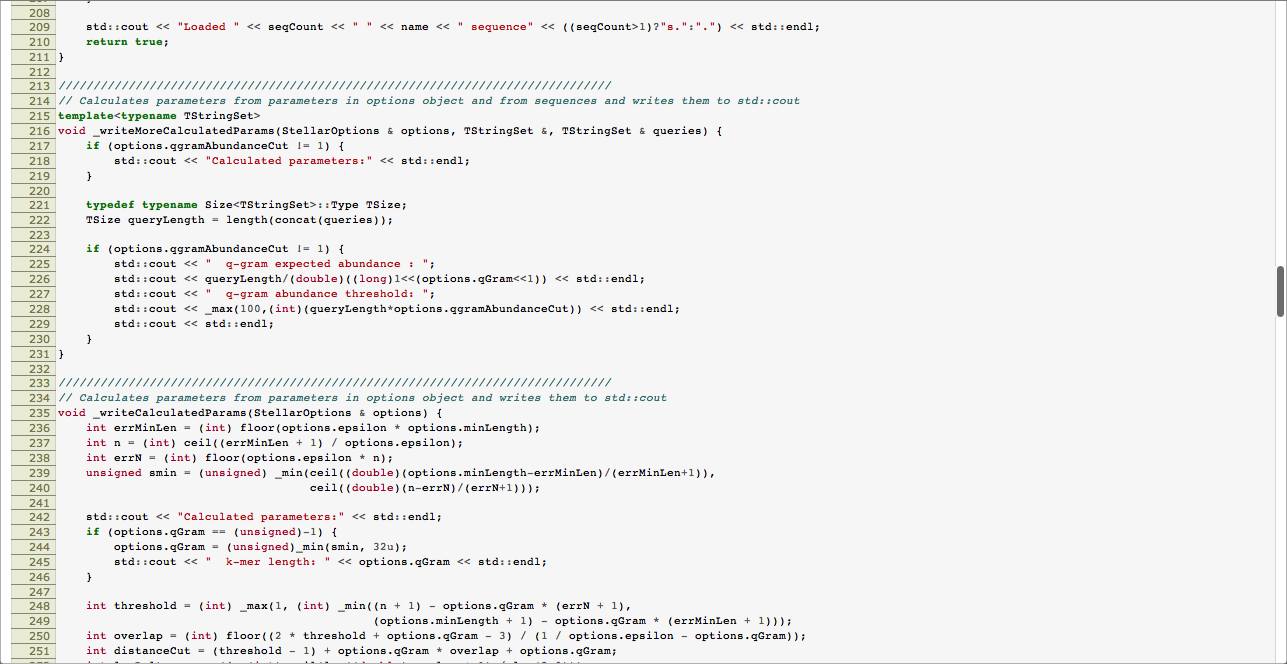 208
209     std::cout << "Loaded " << seqCount << " " << name << " sequence" << ((seqCount>1)?"s.":".") << std::endl;
210     return true;
211 }
212
213 ///////////////////////////////////////////////////////////////////////////////
214 // Calculates parameters from parameters in options object and from sequences and writes them to std::cout
215 template<typename TStringSet>
216 void _writeMoreCalculatedParams(StellarOptions & options, TStringSet &, TStringSet & queries) {
217     if (options.qgramAbundanceCut != 1) {
218         std::cout << "Calculated parameters:" << std::endl;
219     }
220
221     typedef typename Size<TStringSet>::Type TSize;
222     TSize queryLength = length(concat(queries));
223
224     if (options.qgramAbundanceCut != 1) {
225         std::cout << "  q-gram expected abundance : ";
226         std::cout << queryLength/(double)((long)1<<(options.qGram<<1)) << std::endl;
227         std::cout << "  q-gram abundance threshold: ";
228         std::cout << _max(100,(int)(queryLength*options.qgramAbundanceCut)) << std::endl;
229         std::cout << std::endl;
230     }
231 }
232
233 ///////////////////////////////////////////////////////////////////////////////
234 // Calculates parameters from parameters in options object and writes them to std::cout
235 void _writeCalculatedParams(StellarOptions & options) {
236     int errMinLen = (int) floor(options.epsilon * options.minLength);
237     int n = (int) ceil((errMinLen + 1) / options.epsilon);
238     int errN = (int) floor(options.epsilon * n);
239     unsigned smin = (unsigned) _min(ceil((double)(options.minLength-errMinLen)/(errMinLen+1)),
240                                     ceil((double)(n-errN)/(errN+1)));
241
242     std::cout << "Calculated parameters:" << std::endl;
243     if (options.qGram == (unsigned)-1) {
244         options.qGram = (unsigned)_min(smin, 32u);
245         std::cout << "  k-mer length: " << options.qGram << std::endl;
246     }
247
248     int threshold = (int) _max(1, (int) _min((n + 1) - options.qGram * (errN + 1),
249                                              (options.minLength + 1) - options.qGram * (errMinLen + 1)));
250     int overlap = (int) floor((2 * threshold + options.qGram - 3) / (1 / options.epsilon - options.qGram));
251     int distanceCut = (threshold - 1) + options.qGram * overlap + options.qGram;